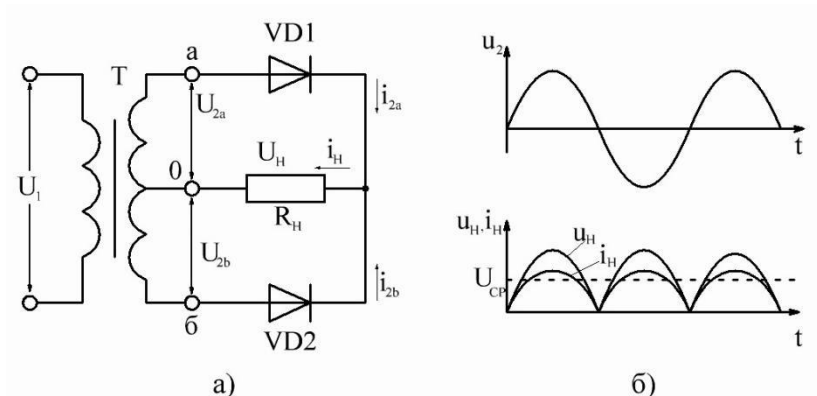 VD1
а
T
U2a
i2a
U1
0
UН
iН
RН
U2b
i2b
б
VD2
а)
u2
t
uН,iН
uН
iН
UСР
t
б)